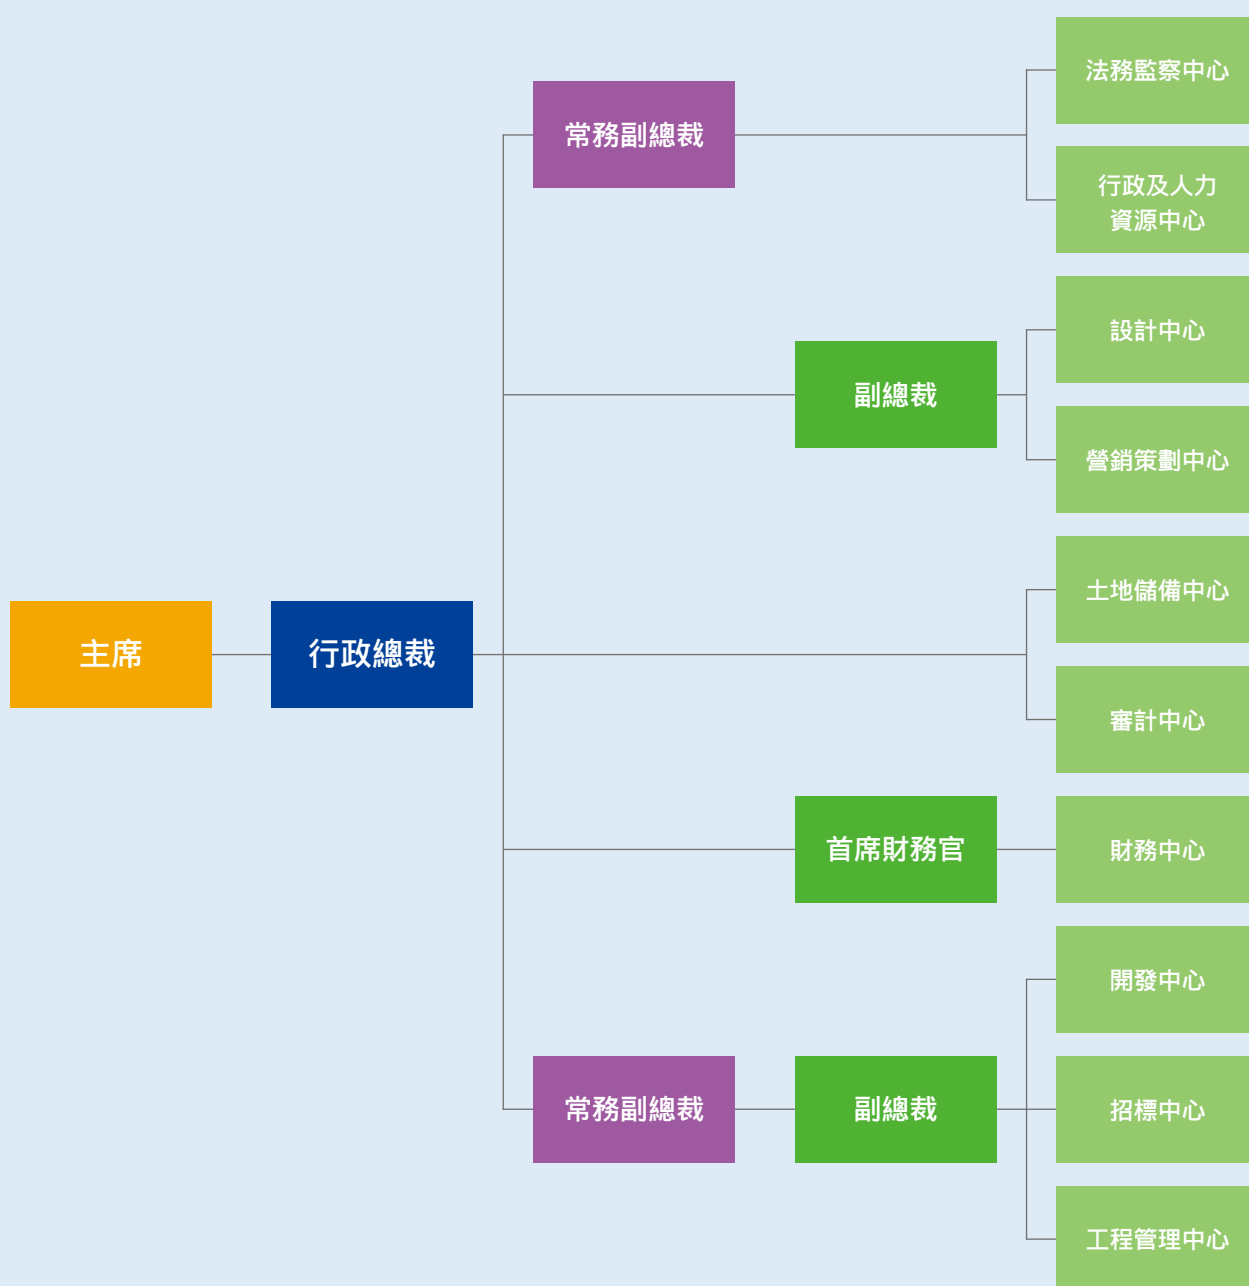 主席
行政總裁
常務副總裁
法務監察中心
行政及人力
資源中心
副總裁
設計中心
營銷策劃中心
土地儲備中心
審計中心
首席財務官
財務中心
常務副總裁
副總裁
開發中心
招標中心
工程管理中心